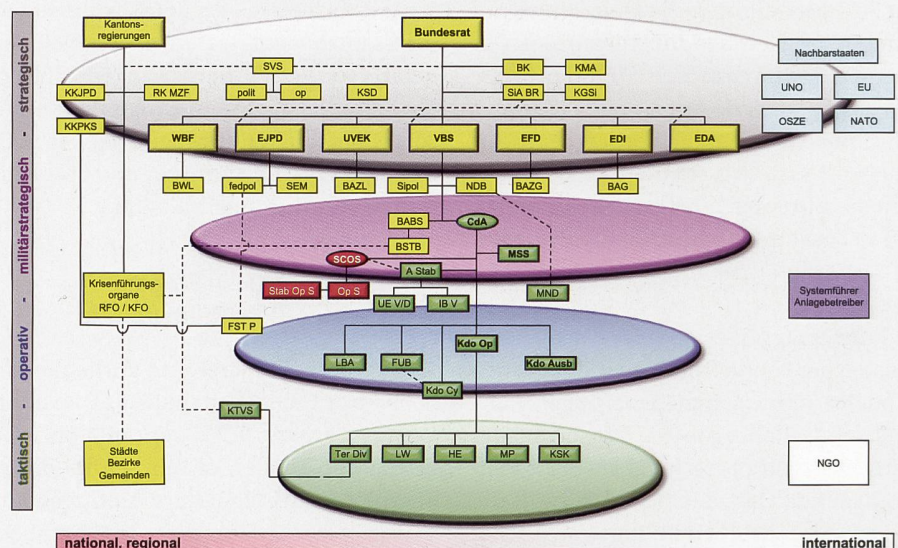 strategisch
-
militärstrategisch
-
operativ
-
taktisch
Kantons-
regierungen
Bundesrat
Nachbarstaaten
SVS
BK
KMA
KKJPD
RK MZF
polit
op
KSD
SiA BR
KGSi
UNO
EU
KKPKS
WBF
EJPD
UVEK
VBS
EFD
EDI
EDA
OSZE
NATO
BWL
fedpol
SEM
BAZL
Sipol
NDB
BAZG
BAG
BABS
CdA
BSTB
MSS
SCOS
A Stab
Krisenführungs-
organe
RFO / KFO
Stab Op S
Op S
UE V/D
IB V
MND
Systemführer
Anlagebetreiber
FST P
LBA
FUB
Kdo Op
Kdo Ausb
Kdo Cy
KTVS
Städte
Bezirke
Gemeinden
Ter Div
LW
HE
MP
KSK
NGO
national, regional
international